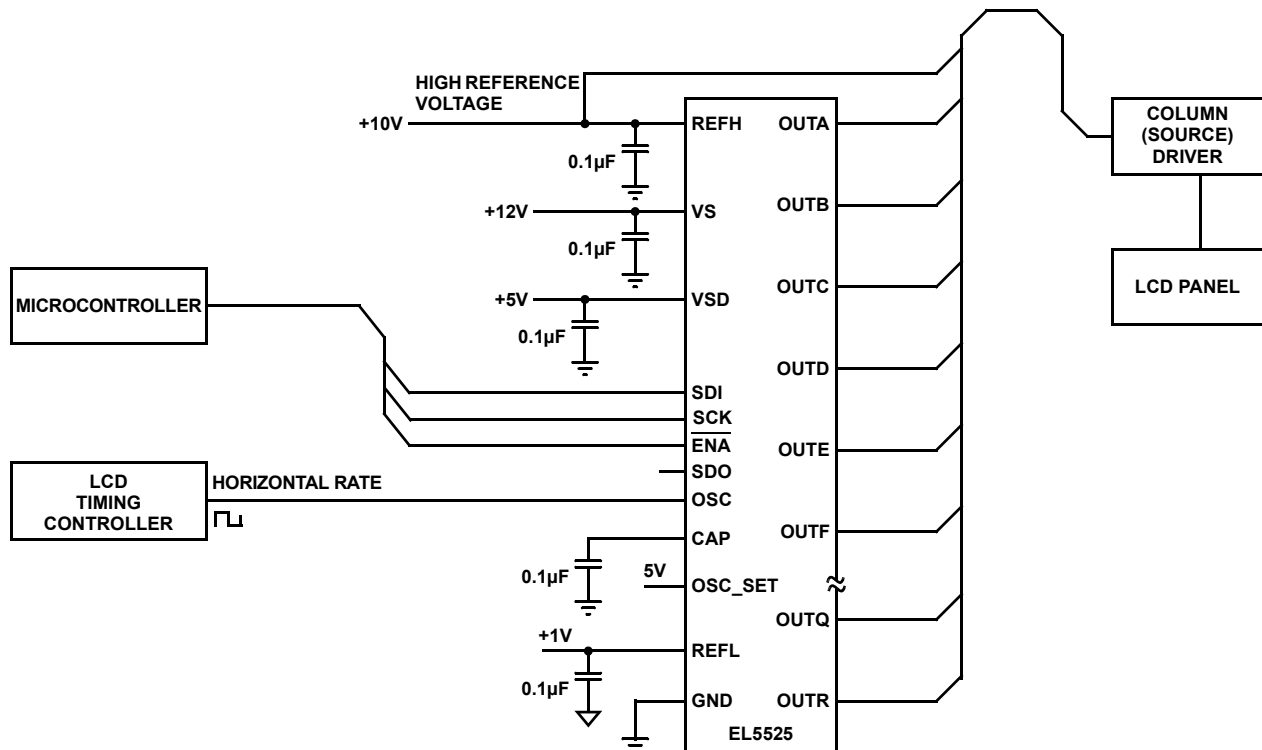 HIGH REFERENCE
VOLTAGE
+10V
REFH
OUTA
0.1µF
+12V
VS
OUTB
0.1µF
+5V
VSD
OUTC
0.1µF
MICROCONTROLLER
OUTD
SDI
SCK
ENA
OUTE
SDO
LCD
TIMING
CONTROLLER
HORIZONTAL RATE
OSC
CAP
OUTF
0.1µF
5V
OSC_SET
OUTQ
+1V
REFL
0.1µF
GND
OUTR
EL5525
COLUMN
(SOURCE)
DRIVER
LCD PANEL